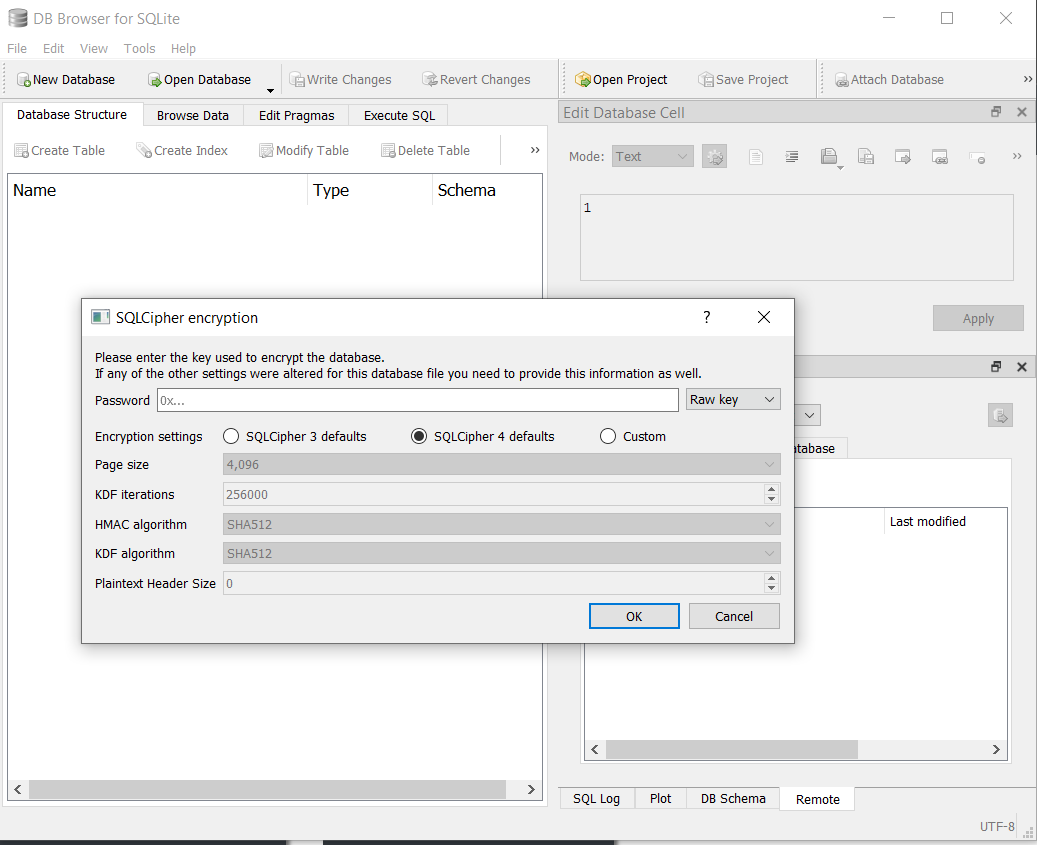 DB Browser for SQLite
File Edit View Tools Help
New Database Open Database Write Changes Revert Changes Open Project Save Project Attach Database »
Database Structure Browse Data Edit Pragmas Execute SQL
Create Table Create Index Modify Table Delete Table »
Name Type Schema
Edit Database Cell
Mode: Text »
1
Apply
SQLCipher encryption ?
Please enter the key used to encrypt the database.
If any of the other settings were altered for this database file you need to provide this information as well.
Password 0x... Raw key
Encryption settings SQLCipher 3 defaults SQLCipher 4 defaults Custom
Page size 4,096
KDF iterations 256000
HMAC algorithm SHA512
KDF algorithm SHA512
Plaintext Header Size 0
OK Cancel
atabase
Last modified
SQL Log Plot DB Schema Remote
UTF-8